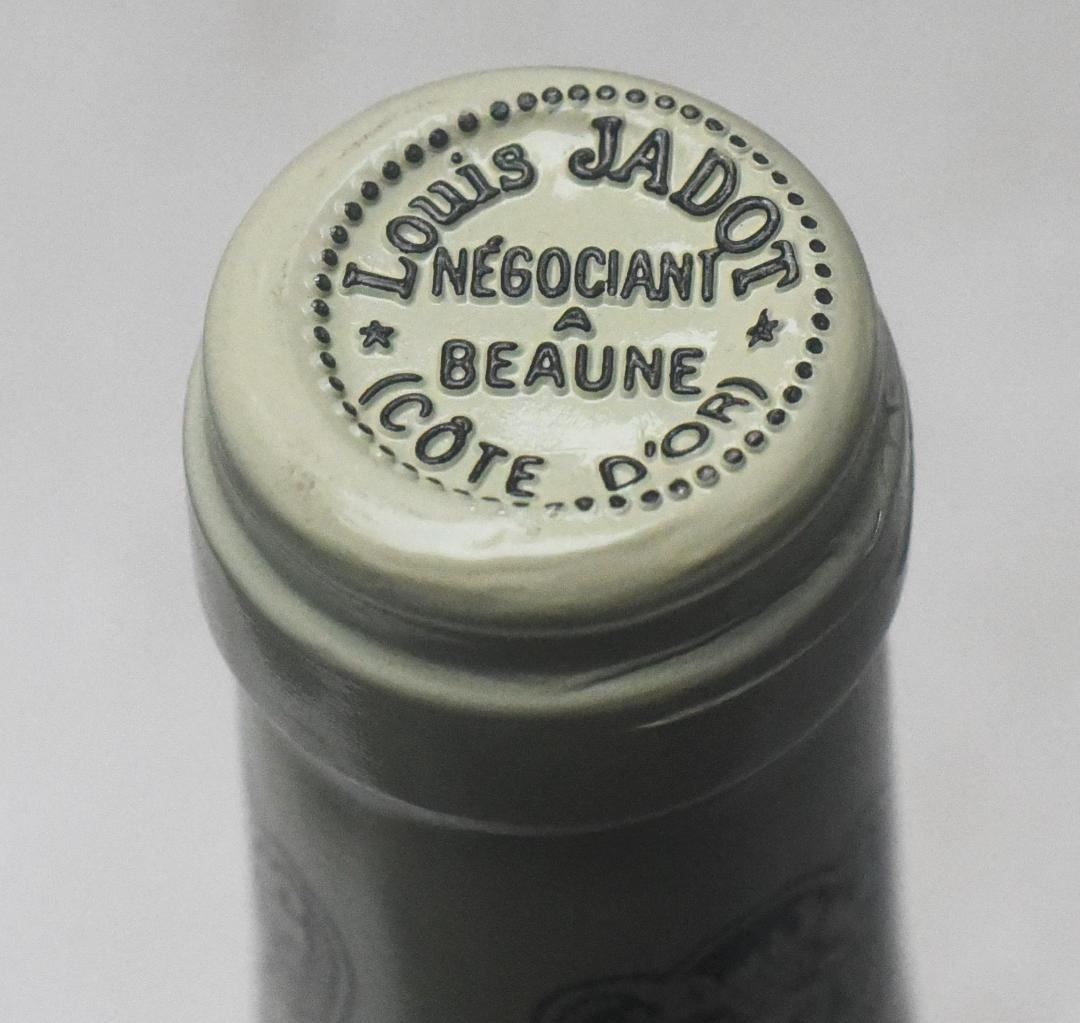 Louis JADOT
NÉGOCIANT
A
BEAUNE
(CÔTE D'OR)